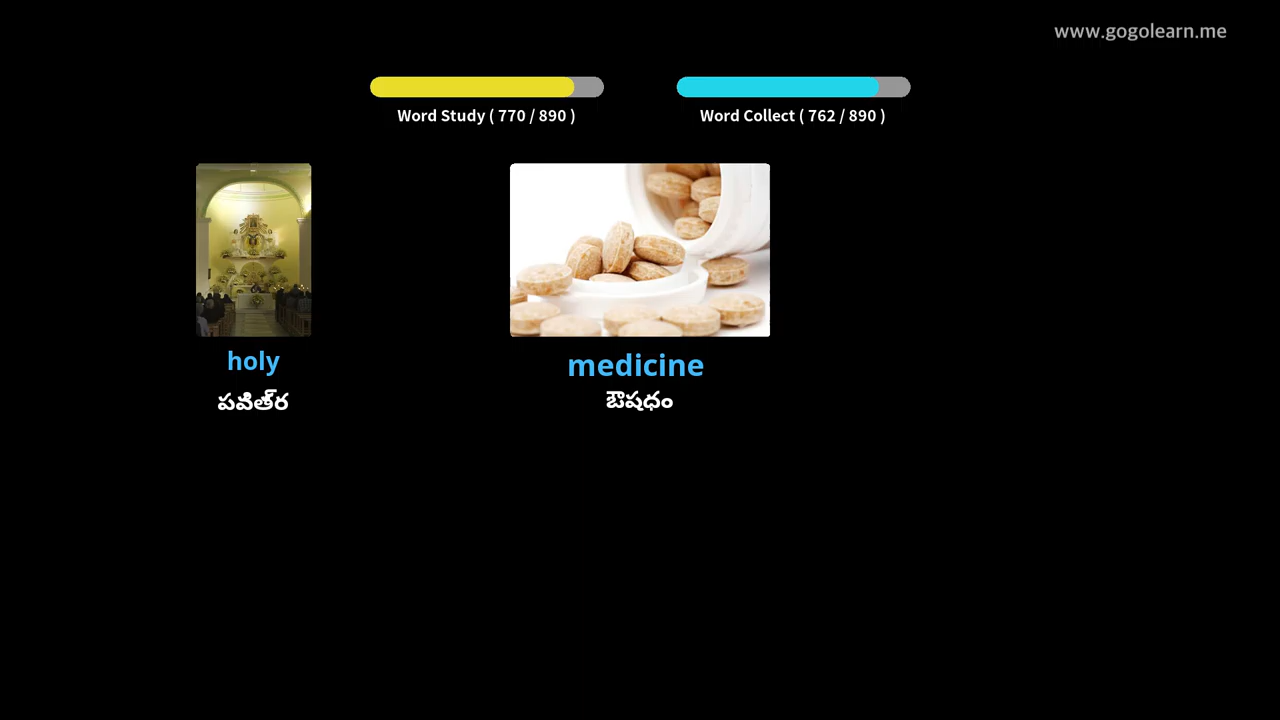 www.gogolearn.me
Word Study ( 770 / 890 )
Word Collect ( 762 / 890 )
holy
medicine
పవిత్ర
ఔషధం